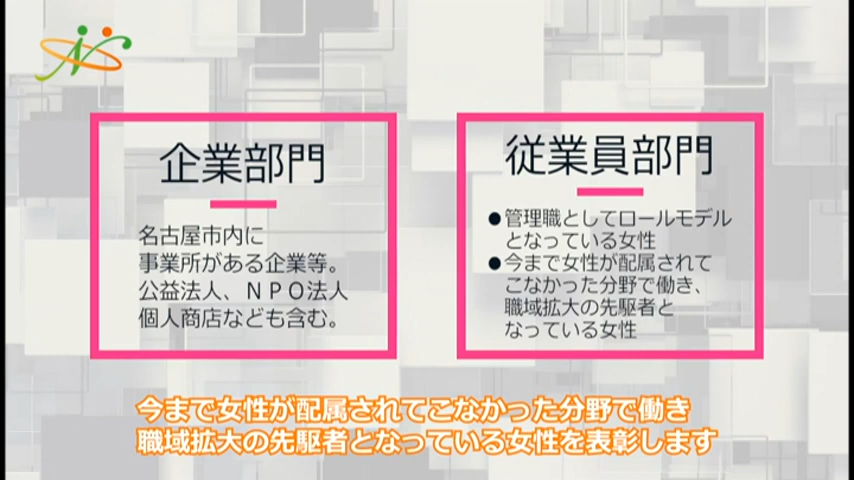 企業部門
名古屋市内に
事業所がある企業等。
公益法人、ＮＰＯ法人
個人商店なども含む。
従業員部門
●管理職としてロールモデル
となっている女性
●今まで女性が配属されて
こなかった分野で働き、
職域拡大の先駆者と
なっている女性
今まで女性が配属されてこなかった分野で働き
職域拡大の先駆者となっている女性を表彰します